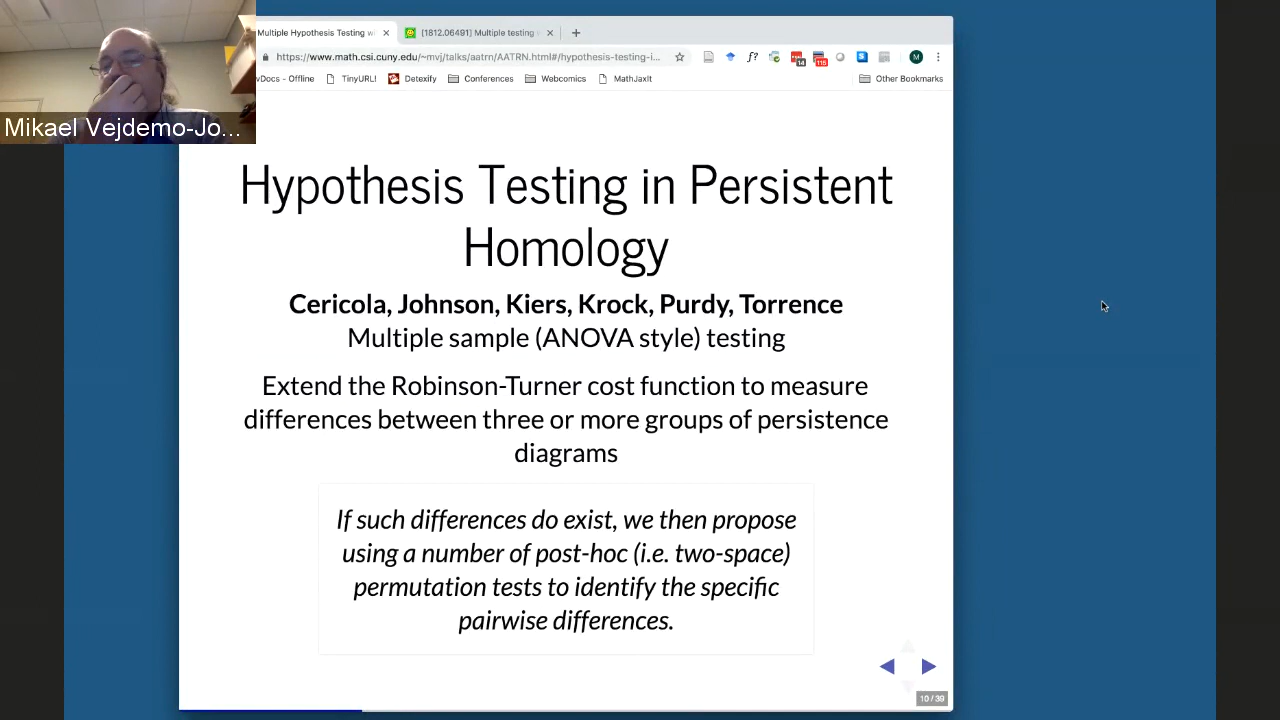 Multiple Hypothesis Testing w
[1812.06491] Multiple testing
https://www.math.csi.cuny.edu/~mvj/talks/aatrn/AATRN.html#/hypothesis-testing-i...
14
115
M
vDocs - Offline TinyURL! Detexify Conferences Webcomics MathJaxIt Other Bookmarks
Mikael Vejdemo-Jo...
Hypothesis Testing in Persistent
Homology
Cericola, Johnson, Kiers, Krock, Purdy, Torrence
Multiple sample (ANOVA style) testing
Extend the Robinson-Turner cost function to measure
differences between three or more groups of persistence
diagrams
If such differences do exist, we then propose
using a number of post-hoc (i.e. two-space)
permutation tests to identify the specific
pairwise differences.
10 / 39